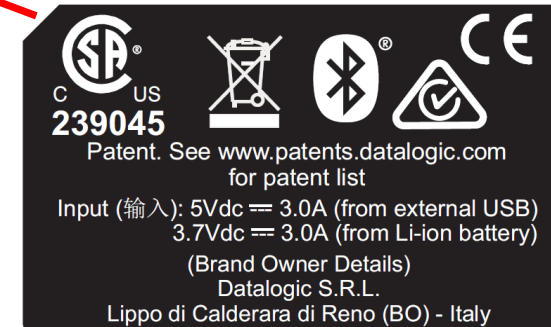 SA ®
C US
239045
®
CE
Patent. See www.patents.datalogic.com
for patent list
Input (输入): 5Vdc ⎓ 3.0A (from external USB)
3.7Vdc ⎓ 3.0A (from Li-ion battery)
(Brand Owner Details)
Datalogic S.R.L.
Lippo di Calderara di Reno (BO) - Italy